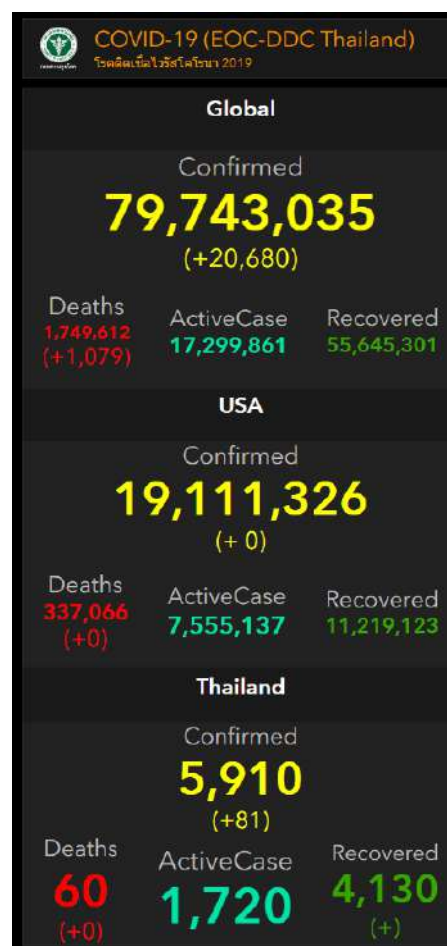 COVID-19 (EOC-DDC Thailand)
โรคติดเชื้อไวรัสโคโรนา 2019
Global
Confirmed
79,743,035
(+20,680)
Deaths
1,749,612
(+1,079)
ActiveCase
17,299,861
Recovered
55,645,301
USA
Confirmed
19,111,326
(+ 0)
Deaths
337,066
(+0)
ActiveCase
7,555,137
Recovered
11,219,123
Thailand
Confirmed
5,910
(+81)
Deaths
60
(+0)
ActiveCase
1,720
Recovered
4,130
(+)